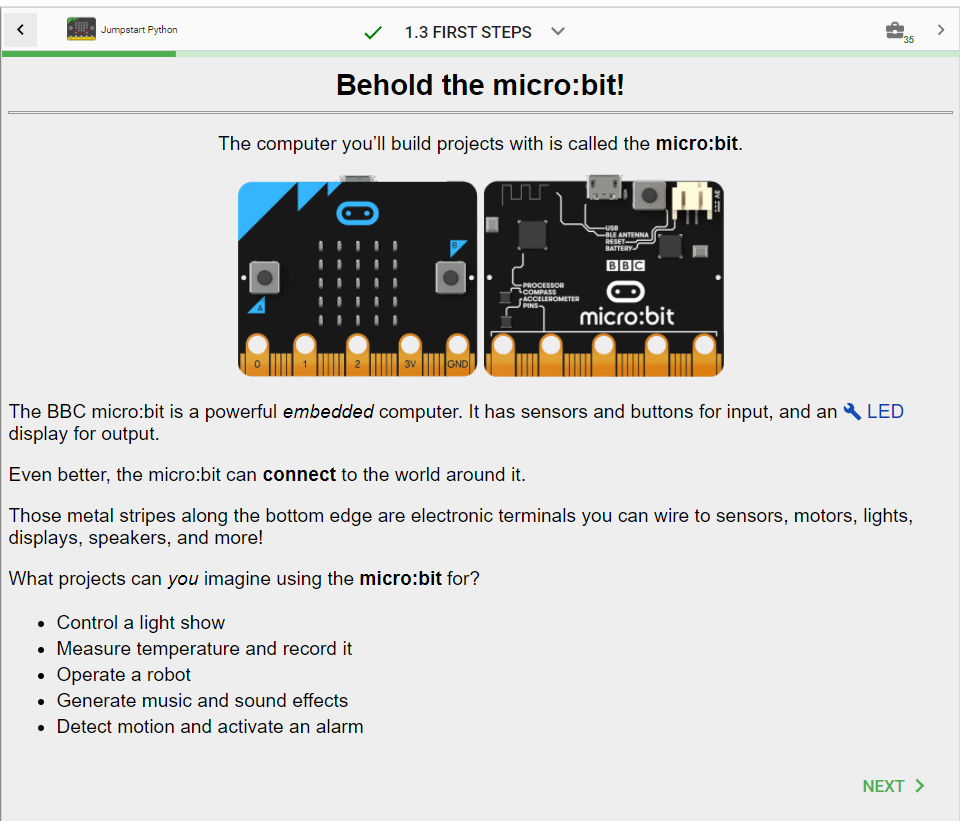 Jumpstart Python
1.3 FIRST STEPS
35
Behold the micro:bit!
The computer you’ll build projects with is called the micro:bit.
B
A
0 1 2 3V GND
3V
USB
BLE ANTENNA
RESET
BATTERY
BBC
PROCESSOR
COMPASS
ACCELEROMETER
PINS
micro:bit
The BBC micro:bit is a powerful embedded computer. It has sensors and buttons for input, and an LED
display for output.
Even better, the micro:bit can connect to the world around it.
Those metal stripes along the bottom edge are electronic terminals you can wire to sensors, motors, lights,
displays, speakers, and more!
What projects can you imagine using the micro:bit for?
• Control a light show
• Measure temperature and record it
• Operate a robot
• Generate music and sound effects
• Detect motion and activate an alarm
NEXT